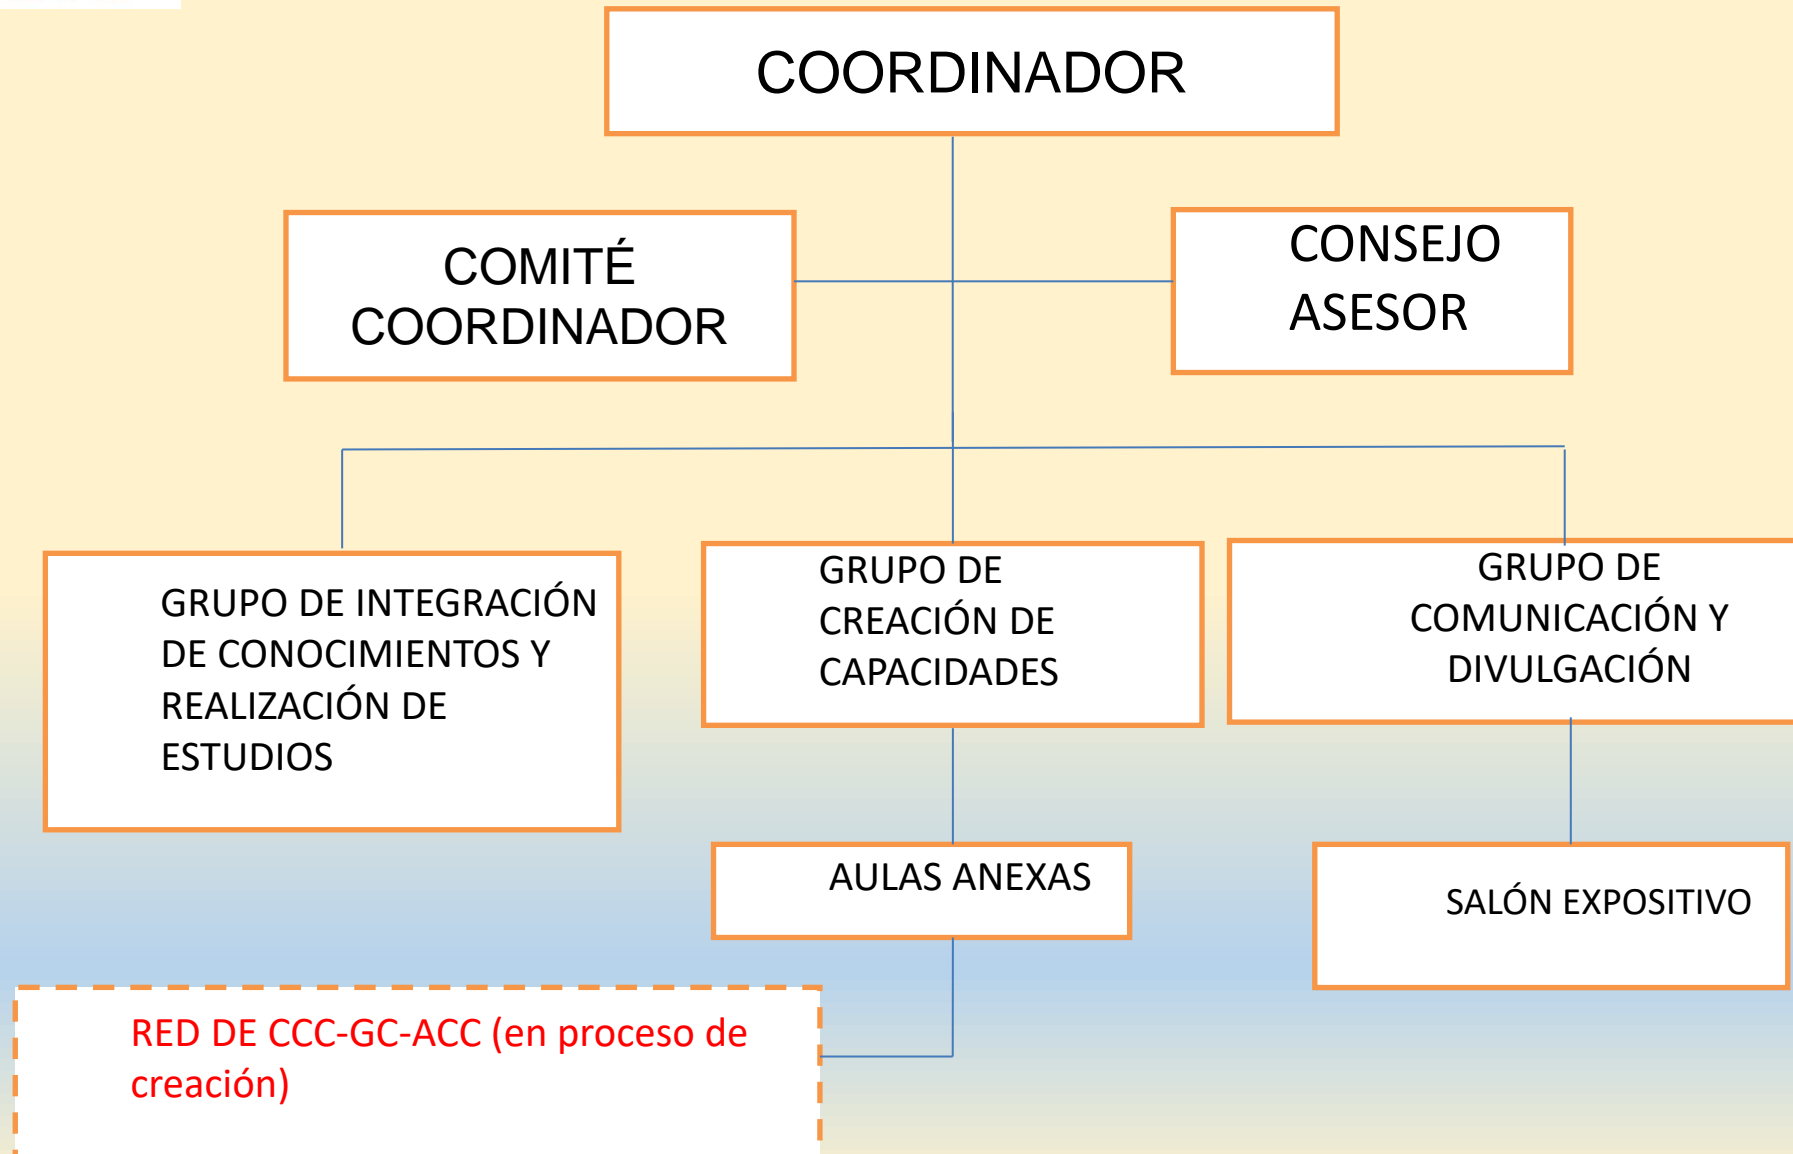 COORDINADOR
COMITÉ
COORDINADOR
CONSEJO
ASESOR
GRUPO DE INTEGRACIÓN
DE CONOCIMIENTOS Y
REALIZACIÓN DE
ESTUDIOS
GRUPO DE
CREACIÓN DE
CAPACIDADES
GRUPO DE
COMUNICACIÓN Y
DIVULGACIÓN
AULAS ANEXAS
SALÓN EXPOSITIVO
RED DE CCC-GC-ACC (en proceso de
creación)